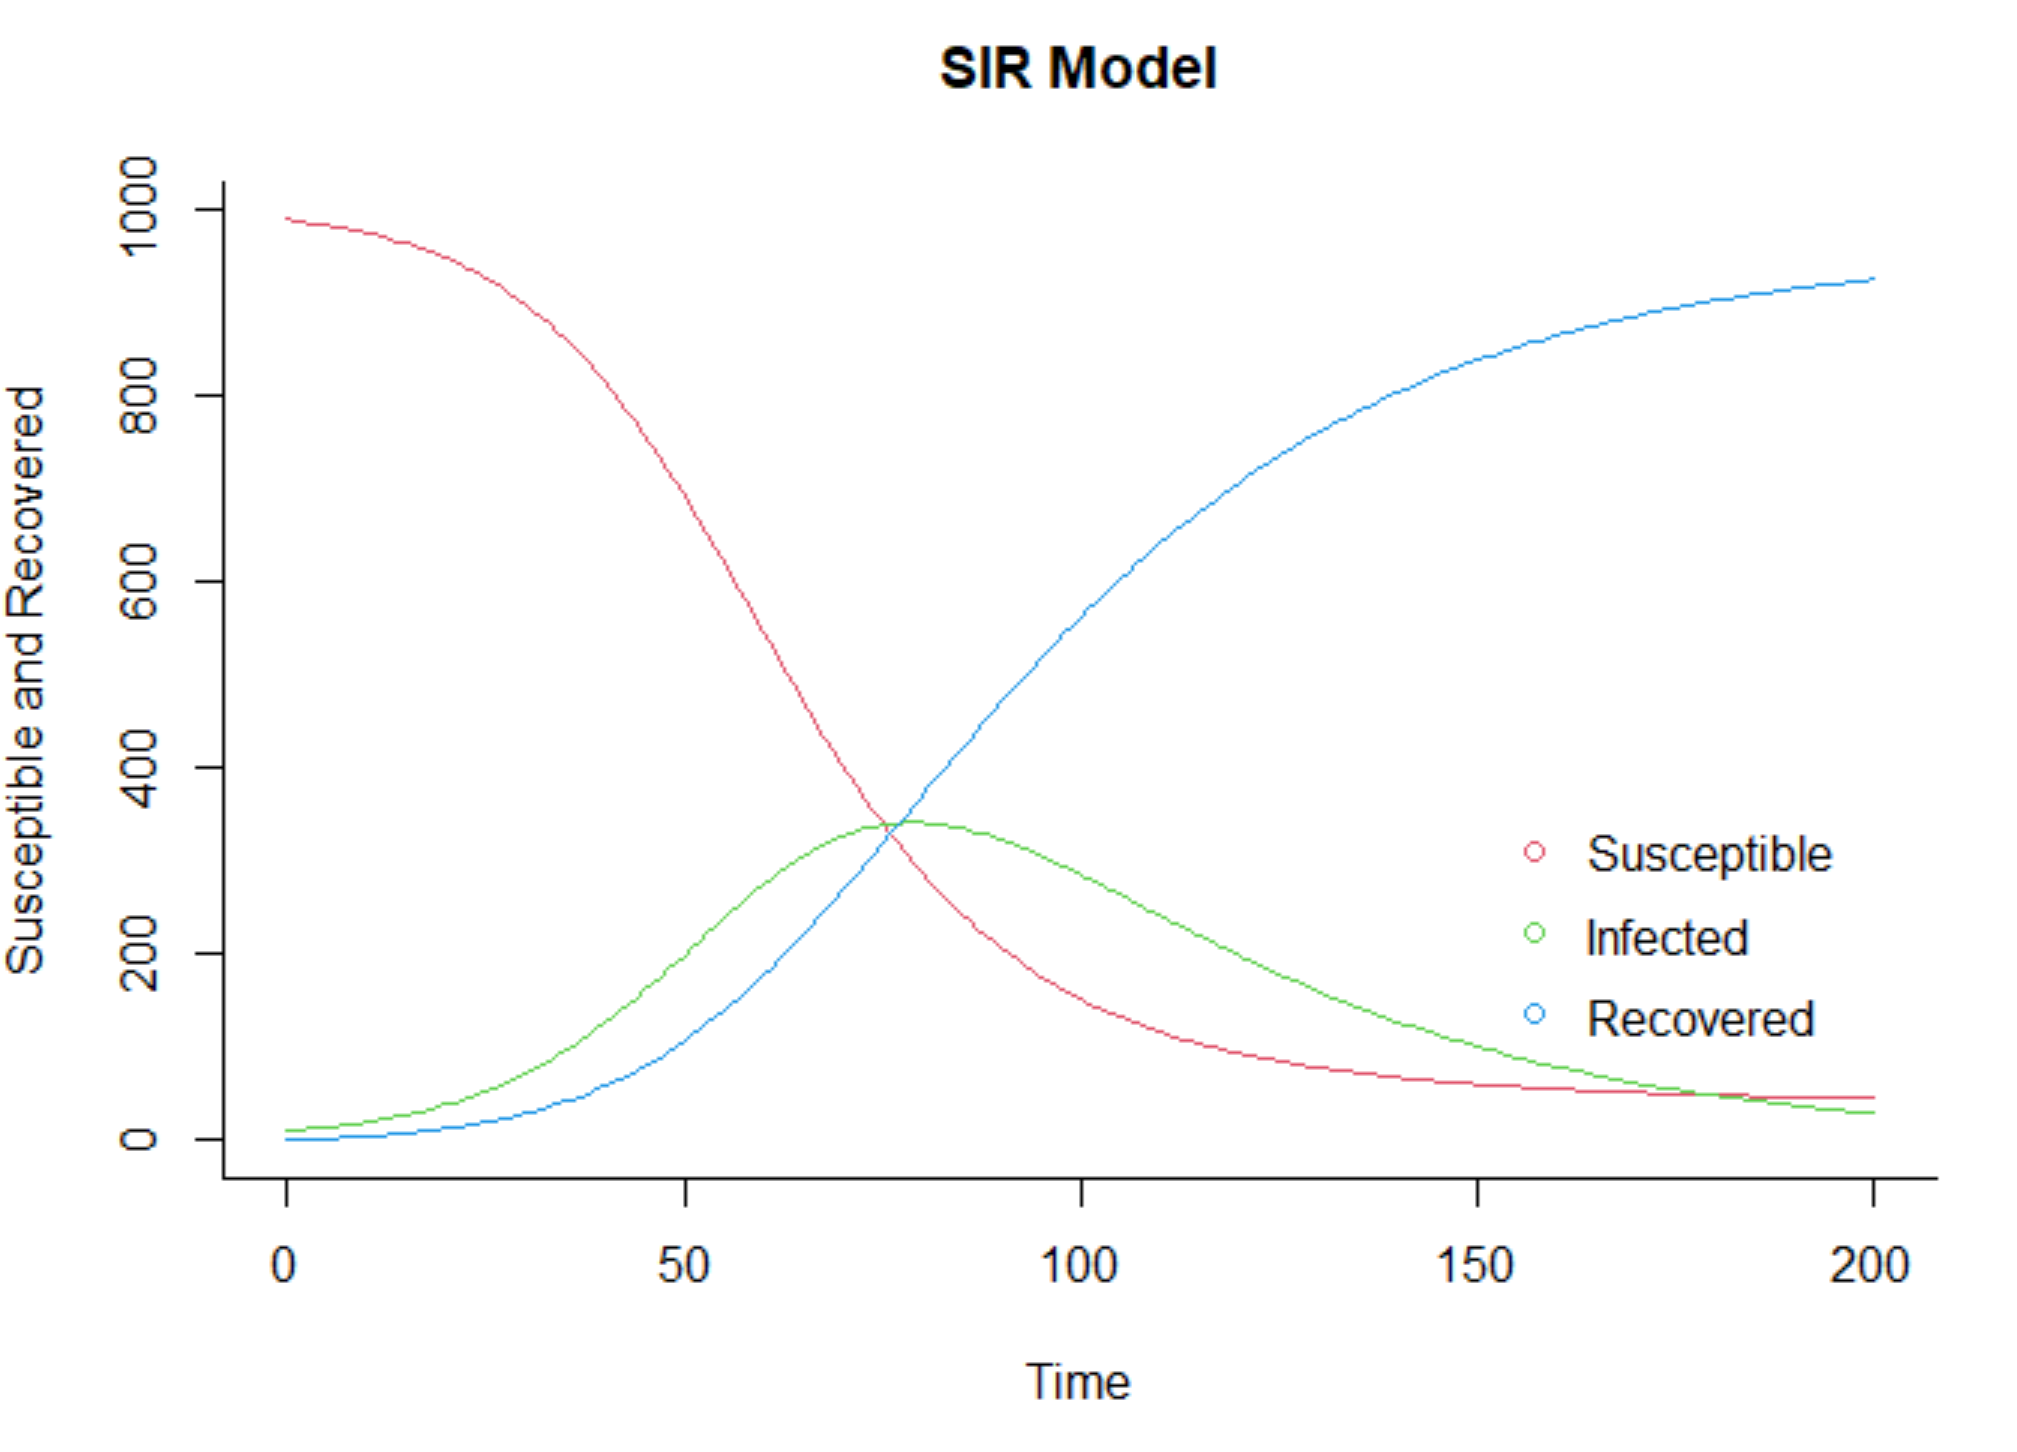 SIR Model
Susceptible and Recovered
1000
800
600
400
200
0
Susceptible
Infected
Recovered
0 50 100 150 200
Time